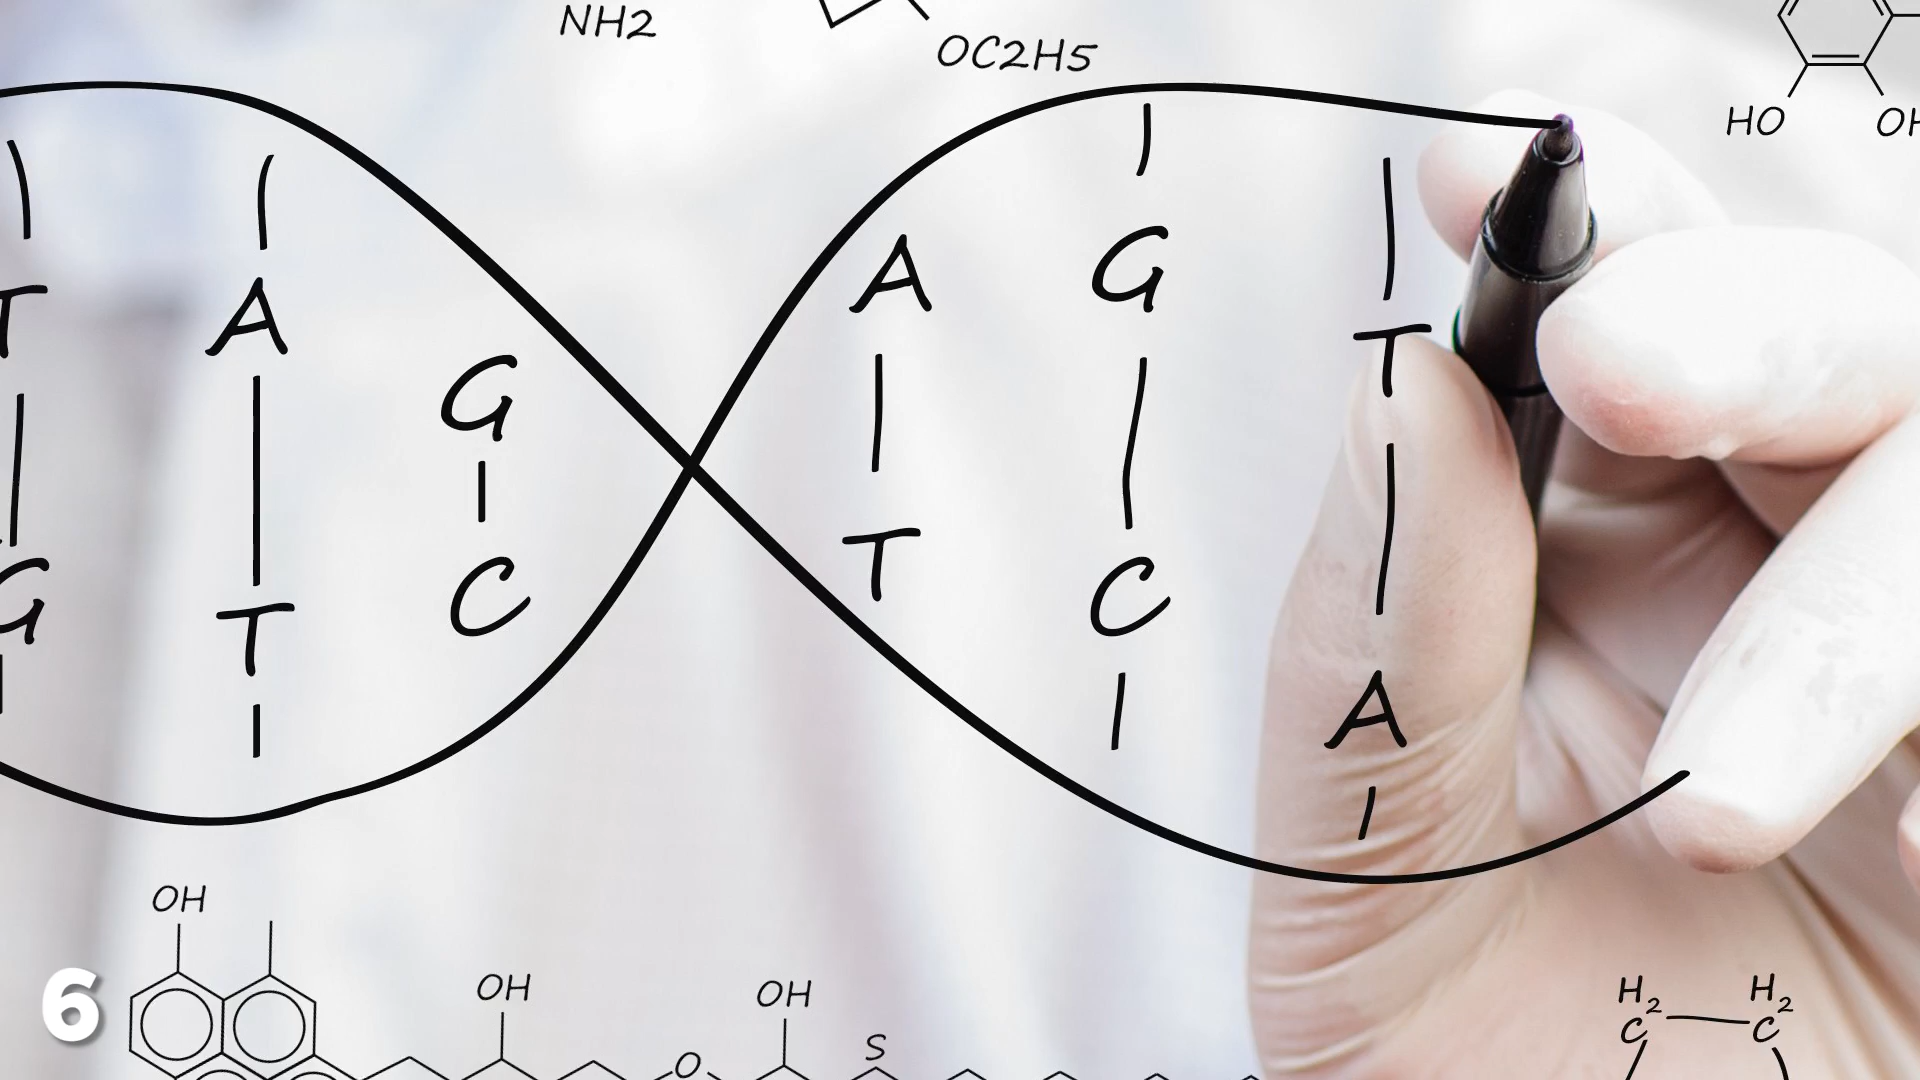 NH2
OC2H5
HO
OH
T A G A G T
G T C T C A
OH
OH
OH
O
S
H2 H2
C C
6